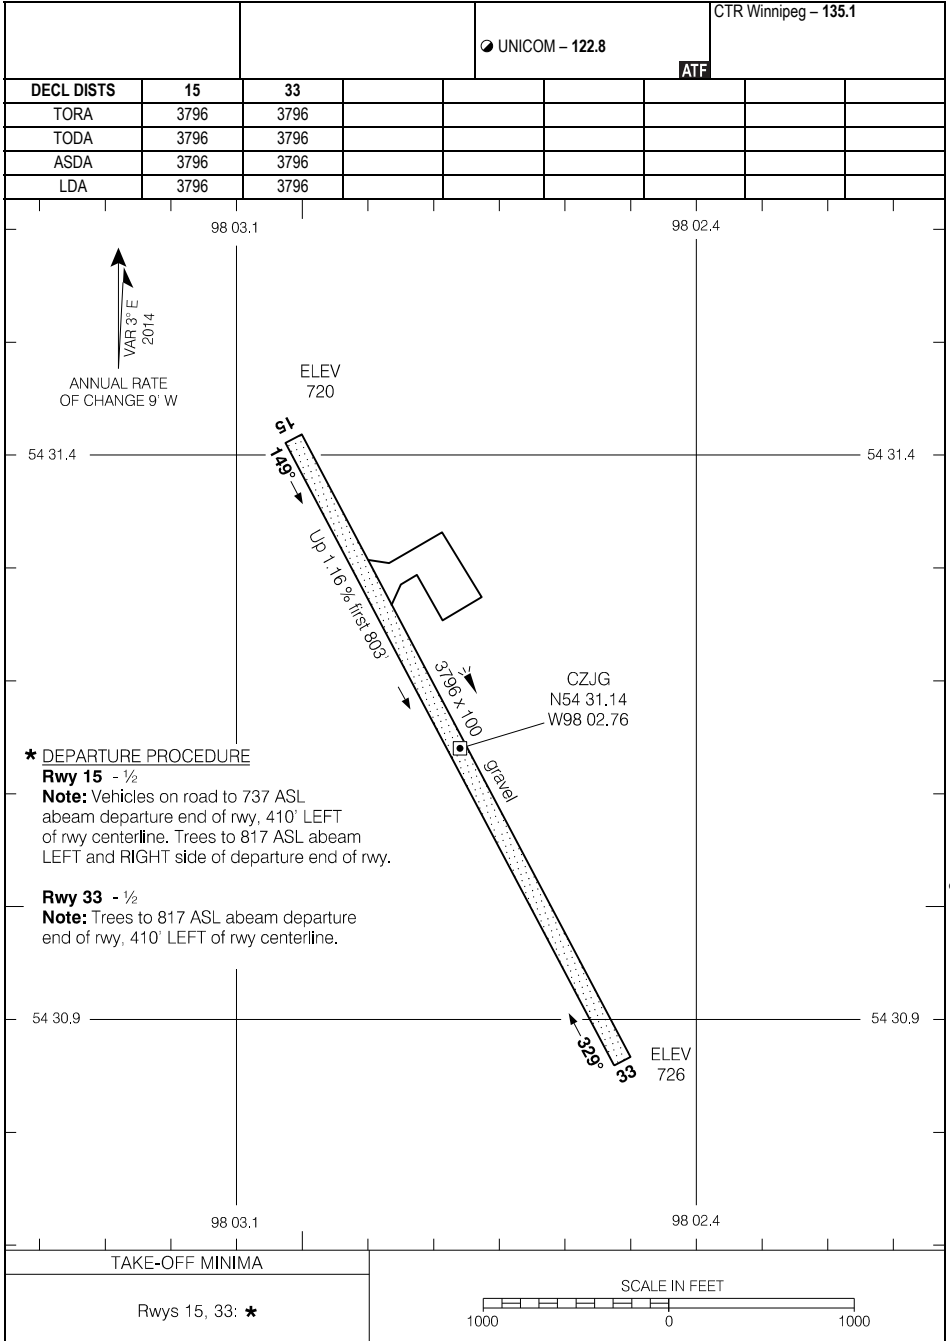 CTR Winnipeg – 135.1
UNICOM – 122.8
ATF
DECL DISTS 15 33
TORA 3796 3796
TODA 3796 3796
ASDA 3796 3796
LDA 3796 3796
98 03.1 98 02.4
VAR 3° E
2014
ANNUAL RATE
OF CHANGE 9' W
ELEV
720
15
54 31.4 54 31.4
149°
Up 1.16 % first 803'
3796 x 100
gravel
CZJG
N54 31.14
W98 02.76
* DEPARTURE PROCEDURE
Rwy 15 - ½
Note: Vehicles on road to 737 ASL
abeam departure end of rwy, 410' LEFT
of rwy centerline. Trees to 817 ASL abeam
LEFT and RIGHT side of departure end of rwy.
Rwy 33 - ½
Note: Trees to 817 ASL abeam departure
end of rwy, 410' LEFT of rwy centerline.
54 30.9 54 30.9
329°
33
ELEV
726
98 03.1 98 02.4
TAKE-OFF MINIMA
Rwys 15, 33: *
SCALE IN FEET
1000 0 1000